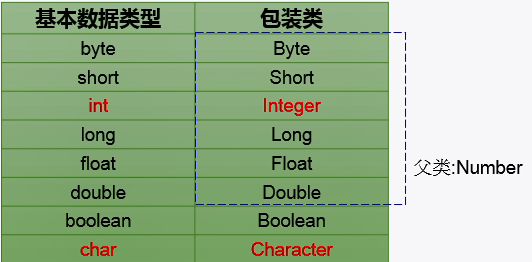 基本数据类型 包装类
byte Byte
short Short
int Integer
long Long
float Float
父类:Number
double Double
boolean Boolean
char Character